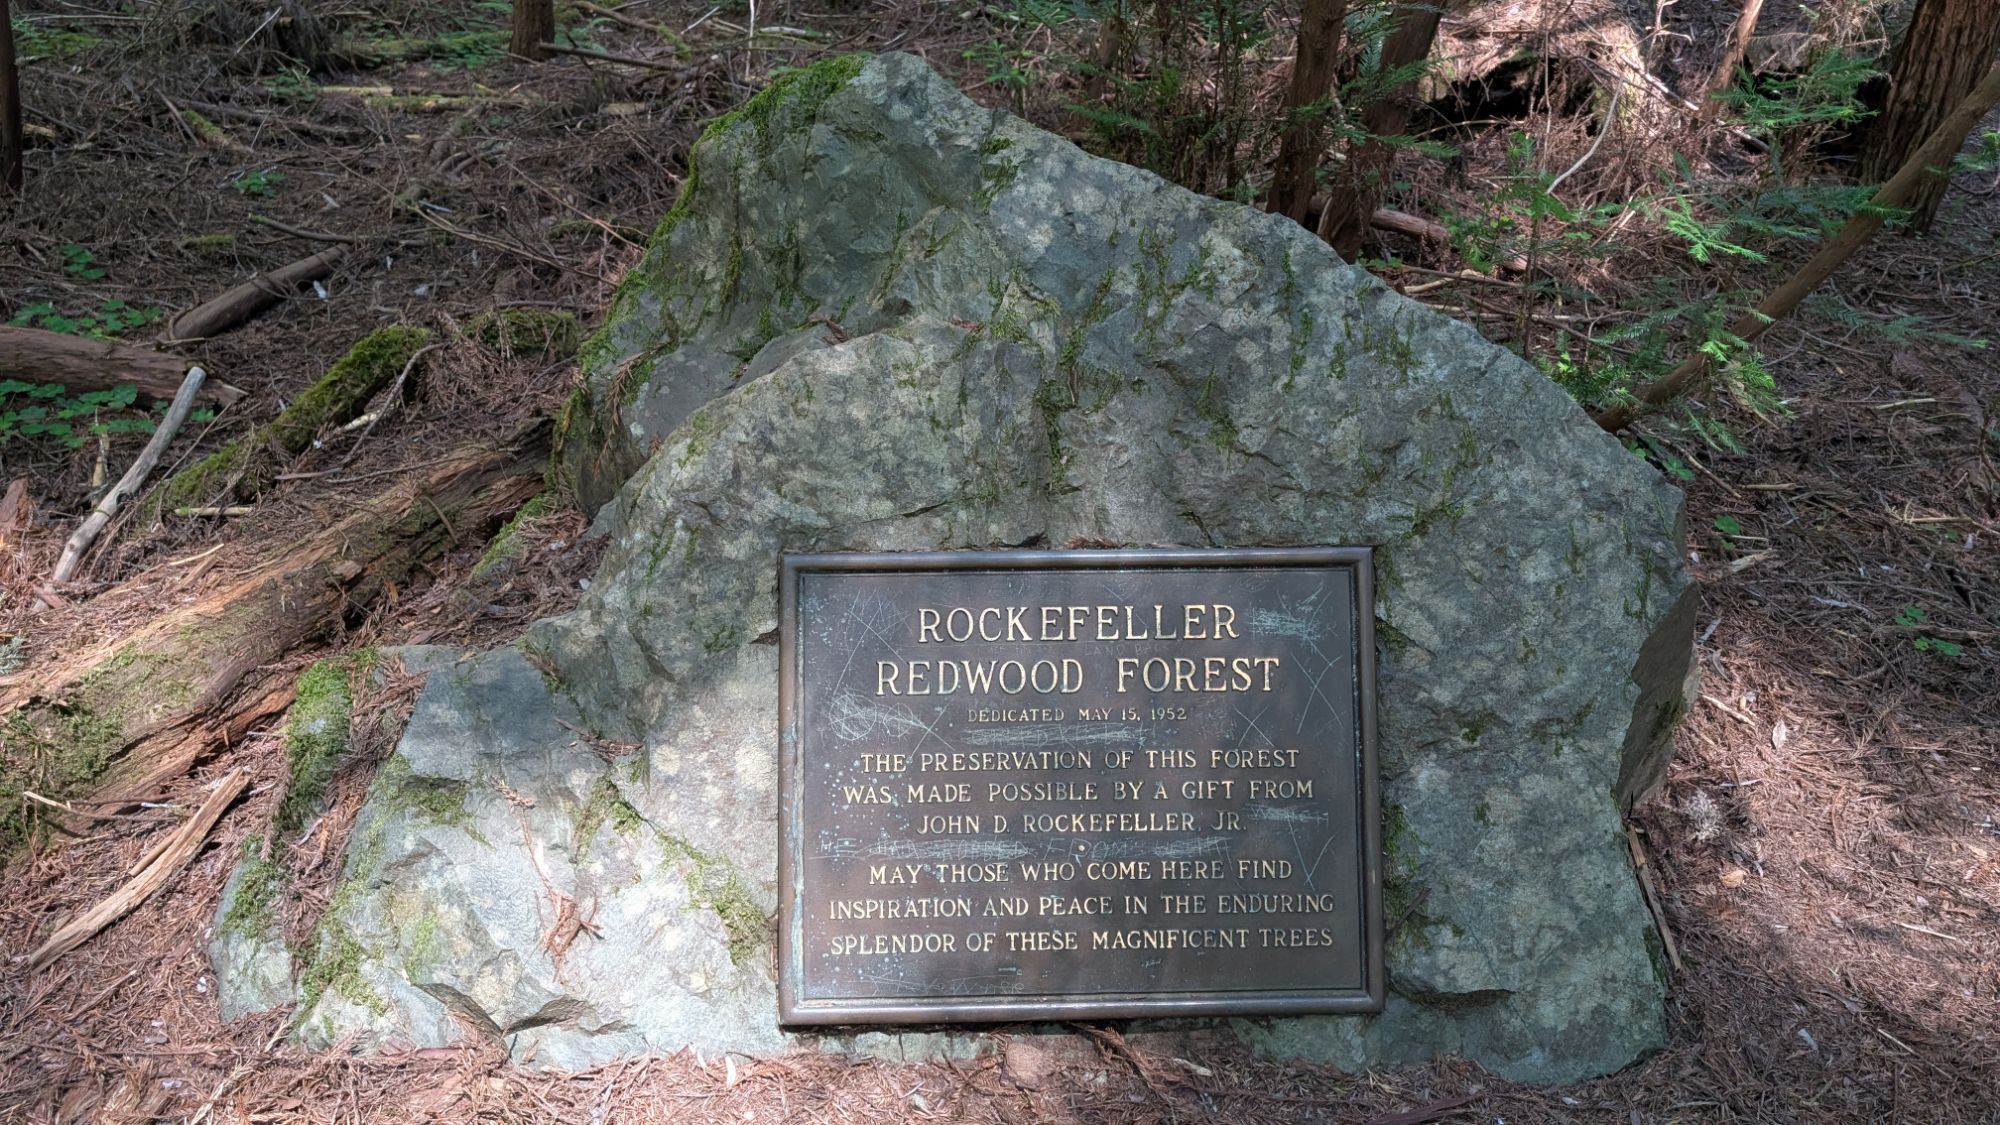 ROCKEFELLER
REDWOOD FOREST
DEDICATED MAY 15, 1952
THE PRESERVATION OF THIS FOREST
WAS MADE POSSIBLE BY A GIFT FROM
JOHN D. ROCKEFELLER, JR.
MAY THOSE WHO COME HERE FIND
INSPIRATION AND PEACE IN THE ENDURING
SPLENDOR OF THESE MAGNIFICENT TREES